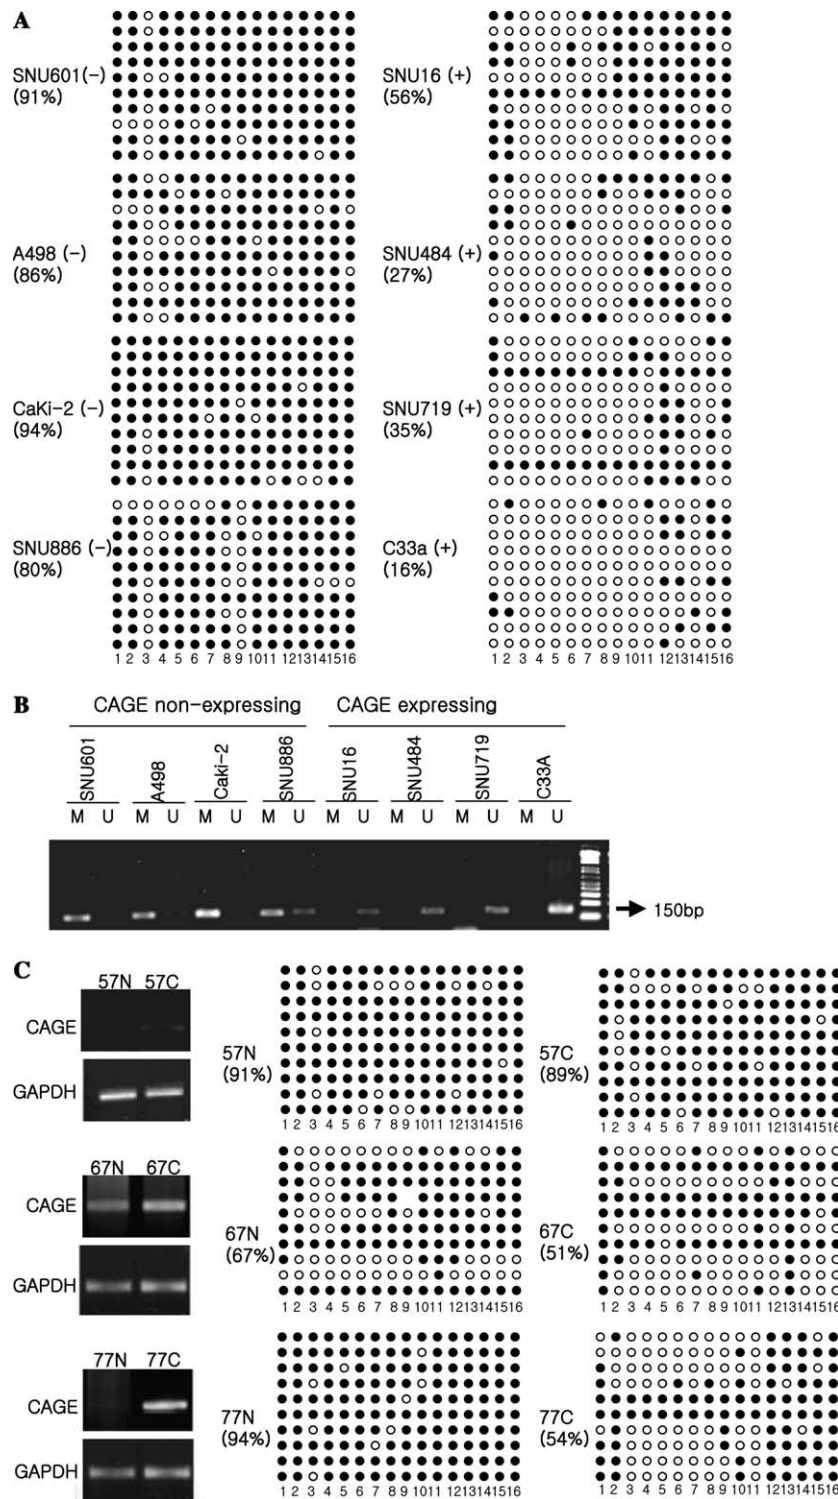 A
SNU601(-)
(91%)
SNU16 (+)
(56%)
A498 (-)
(86%)
SNU484 (+)
(27%)
CaKi-2 (-)
(94%)
SNU719 (+)
(35%)
SNU886 (-)
(80%)
C33a (+)
(16%)
1 2 3 4 5 6 7 8 9 10 11 12 13 14 15 16
1 2 3 4 5 6 7 8 9 10 11 12 13 14 15 16
B
CAGE non-expressing CAGE expressing
SNU601 A498 Caki-2 SNU886 SNU16 SNU484 SNU719 C33A
M U M U M U M U M U M U M U M U
150bp
C
57N 57C
CAGE
GAPDH
57N
(91%)
57C
(89%)
1 2 3 4 5 6 7 8 9 10 11 12 13 14 15 16
1 2 3 4 5 6 7 8 9 10 11 12 13 14 15 16
67N 67C
CAGE
GAPDH
67N
(67%)
67C
(51%)
1 2 3 4 5 6 7 8 9 10 11 12 13 14 15 16
1 2 3 4 5 6 7 8 9 10 11 12 13 14 15 16
77N 77C
CAGE
GAPDH
77N
(94%)
77C
(54%)
1 2 3 4 5 6 7 8 9 10 11 12 13 14 15 16
1 2 3 4 5 6 7 8 9 10 11 12 13 14 15 16